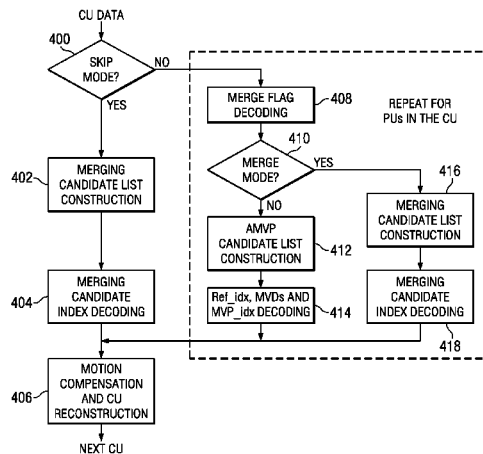 CU DATA
400
SKIP
MODE?
NO
YES
MERGE FLAG
DECODING
408
REPEAT FOR
PUs IN THE CU
410
MERGE
MODE?
YES
NO
402
MERGING
CANDIDATE LIST
CONSTRUCTION
AMVP
CANDIDATE LIST
CONSTRUCTION
412
416
MERGING
CANDIDATE LIST
CONSTRUCTION
404
MERGING
CANDIDATE
INDEX DECODING
Ref_idx, MVDs AND
MVP_idx DECODING
414
MERGING
CANDIDATE
INDEX DECODING
418
406
MOTION
COMPENSATION
AND CU
RECONSTRUCTION
NEXT CU